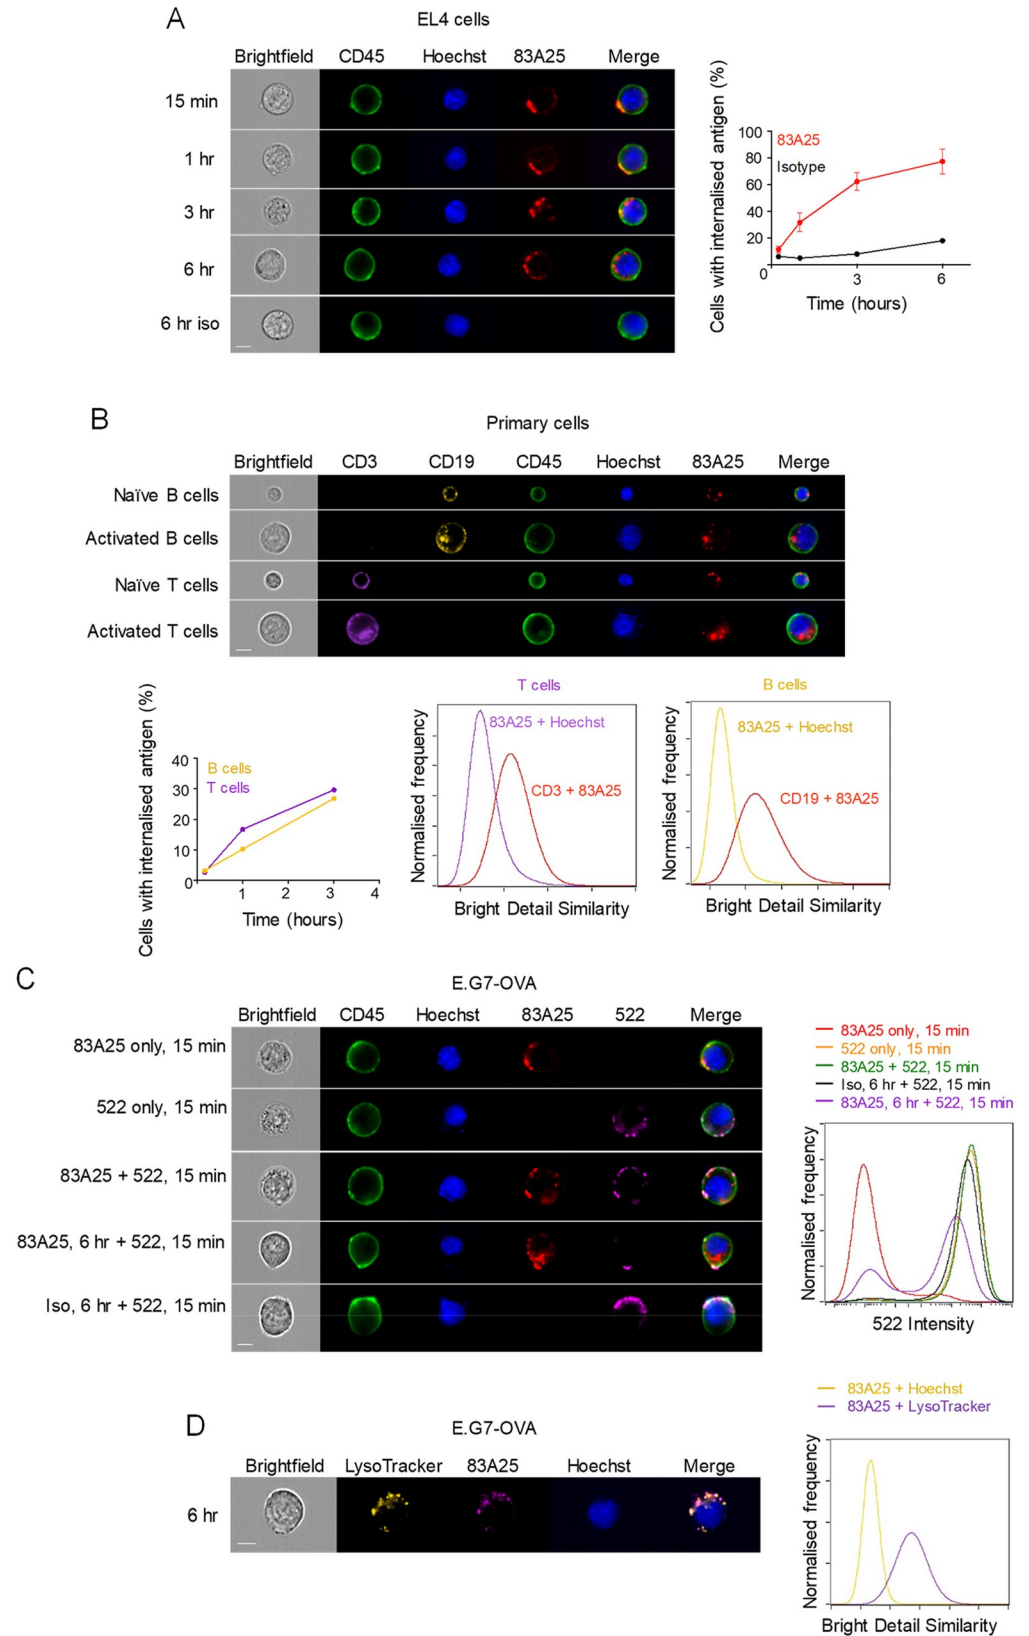 A
EL4 cells
Brightfield CD45 Hoechst 83A25 Merge
15 min
1 hr
3 hr
6 hr
6 hr iso
Cells with internalised antigen (%)
100
80
60
40
20
0
83A25
Isotype
3 6
Time (hours)
B
Primary cells
Brightfield CD3 CD19 CD45 Hoechst 83A25 Merge
Naïve B cells
Activated B cells
Naïve T cells
Activated T cells
Cells with internalised antigen (%)
40
30
20
10
0
B cells
T cells
1 2 3 4
Time (hours)
T cells
Normalised frequency
83A25 + Hoechst
CD3 + 83A25
Bright Detail Similarity
B cells
Normalised frequency
83A25 + Hoechst
CD19 + 83A25
Bright Detail Similarity
C
E.G7-OVA
Brightfield CD45 Hoechst 83A25 522 Merge
83A25 only, 15 min
522 only, 15 min
83A25 + 522, 15 min
83A25, 6 hr + 522, 15 min
Iso, 6 hr + 522, 15 min
83A25 only, 15 min
522 only, 15 min
83A25 + 522, 15 min
Iso, 6 hr + 522, 15 min
83A25, 6 hr + 522, 15 min
Normalised frequency
522 Intensity
D
E.G7-OVA
Brightfield LysoTracker 83A25 Hoechst Merge
6 hr
83A25 + Hoechst
83A25 + LysoTracker
Normalised frequency
Bright Detail Similarity